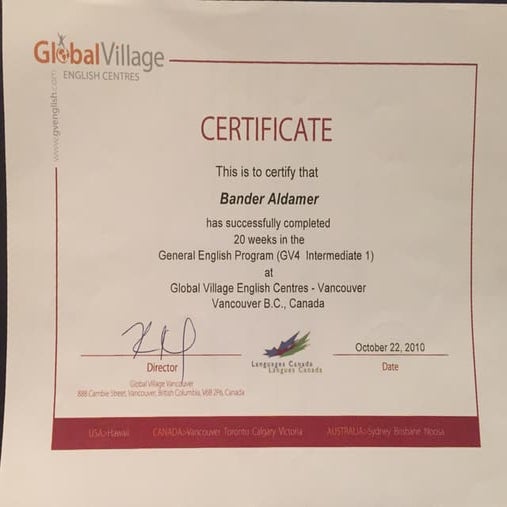 GlobalVillage
ENGLISH CENTRES
www.gvenglish.com
CERTIFICATE
This is to certify that
Bander Aldamer
has successfully completed
20 weeks in the
General English Program (GV4 Intermediate 1)
at
Global Village English Centres - Vancouver
Vancouver B.C., Canada
October 22, 2010
Director
Languages Canada
Langues Canada
Date
Global Village Vancouver
888 Cambie Street, Vancouver, British Columbia, V6B 2P6, Canada
USA>Hawaii CANADA>Vancouver Toronto Calgary Victoria AUSTRALIA>Sydney Brisbane Noosa